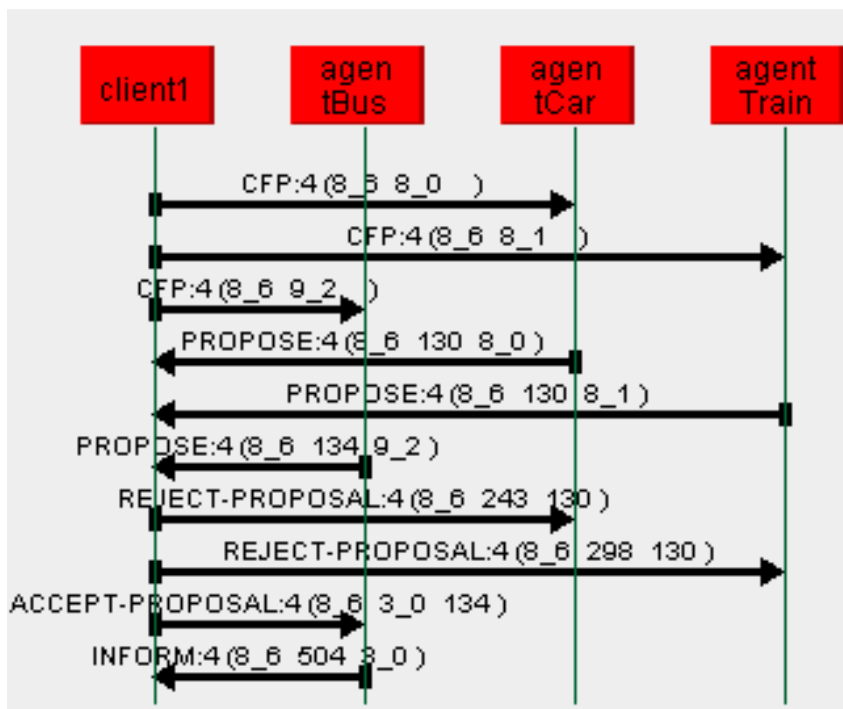 client1
agen
tBus
agen
tCar
agent
Train
CFP:4 (8_6 8_0 )
CFP:4 (8_6 8_1 )
CFP:4 (8_6 9_2 )
PROPOSE:4 (8_6 130 8_0 )
PROPOSE:4 (8_6 130 8_1 )
PROPOSE:4 (8_6 134 9_2 )
REJECT-PROPOSAL:4 (8_6 243 130 )
REJECT-PROPOSAL:4 (8_6 298 130 )
ACCEPT-PROPOSAL:4 (8_6 3_0 134 )
INFORM:4 (8_6 504 3_0 )